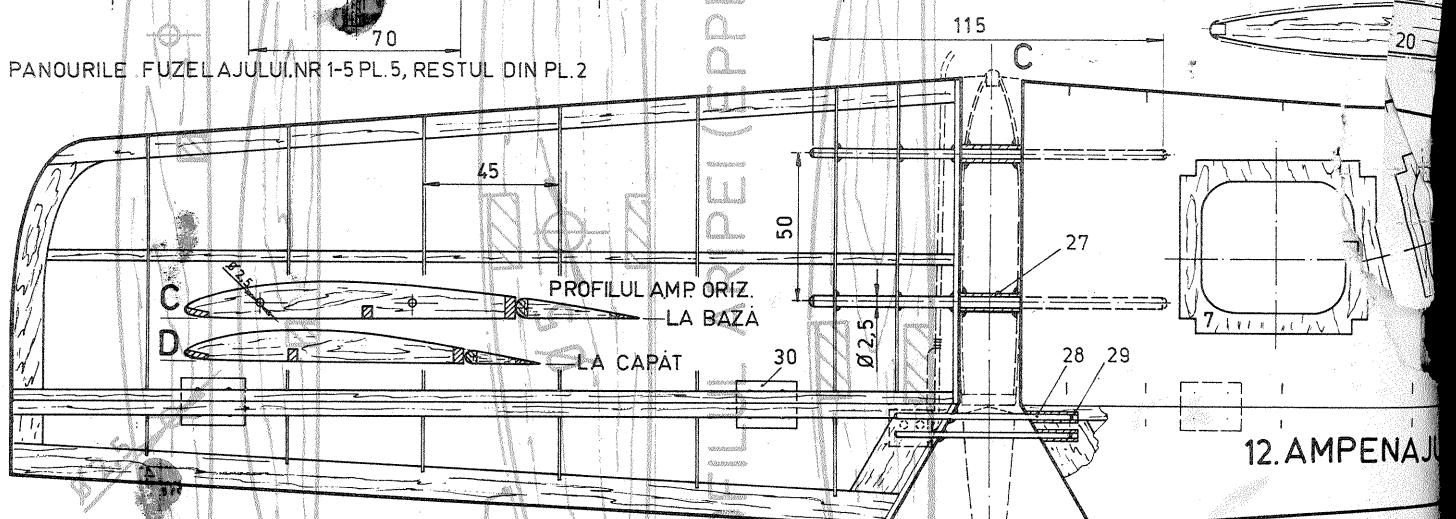 70
PANOURILE FUZELAJULUI.NR 1-5 PL.5, RESTUL DIN PL.2
115
C
20
45
50
27
Ø2,5
C
PROFILUL AMP. ORIZ.
LA BAZĂ
D
LA CAPĂT
Ø2,5
7
30
28
29
12. AMPENAJU